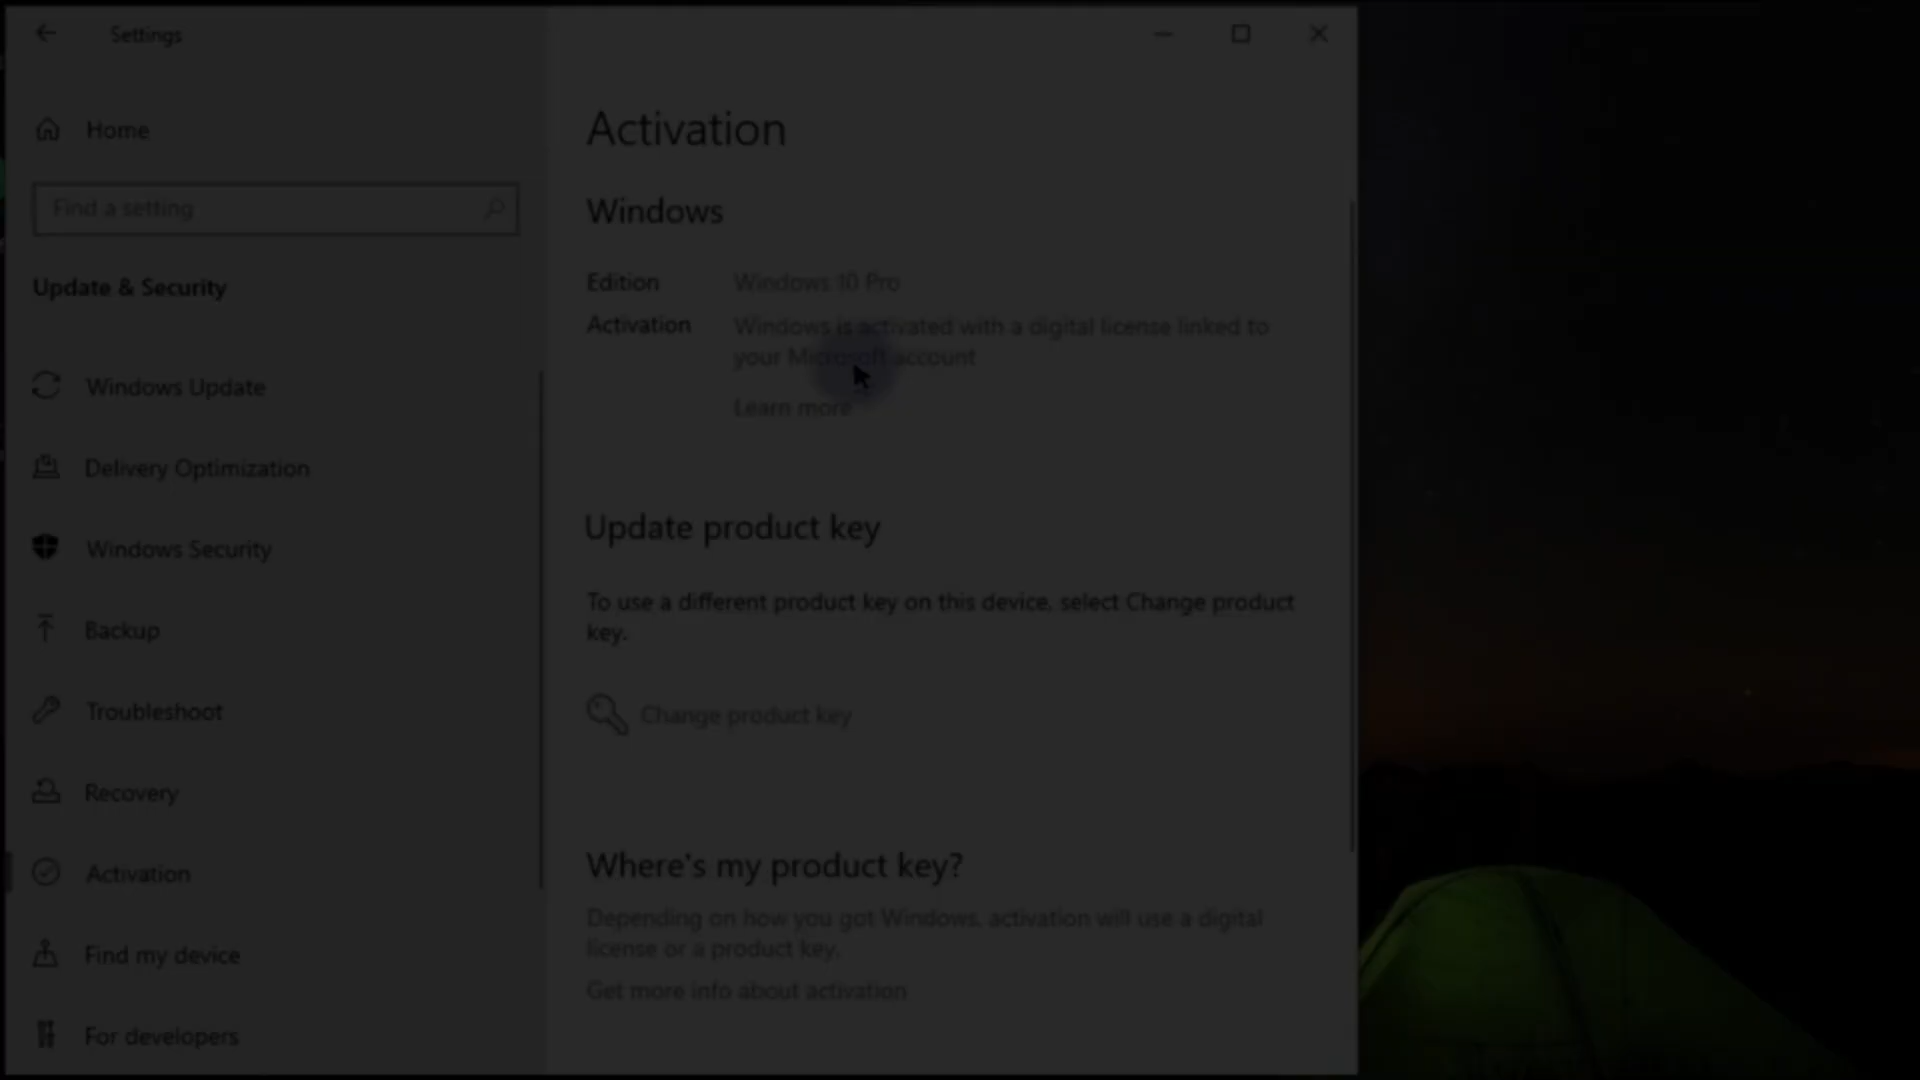 Settings
Home
Find a setting
Update & Security
Windows Update
Delivery Optimization
Windows Security
Backup
Troubleshoot
Recovery
Activation
Find my device
For developers
Activation
Windows
Edition Windows 10 Pro
Activation Windows is activated with a digital license linked to
your Microsoft account
Learn more
Update product key
To use a different product key on this device, select Change product
key.
Change product key
Where's my product key?
Depending on how you got Windows, activation will use a digital
license or a product key.
Get more info about activation